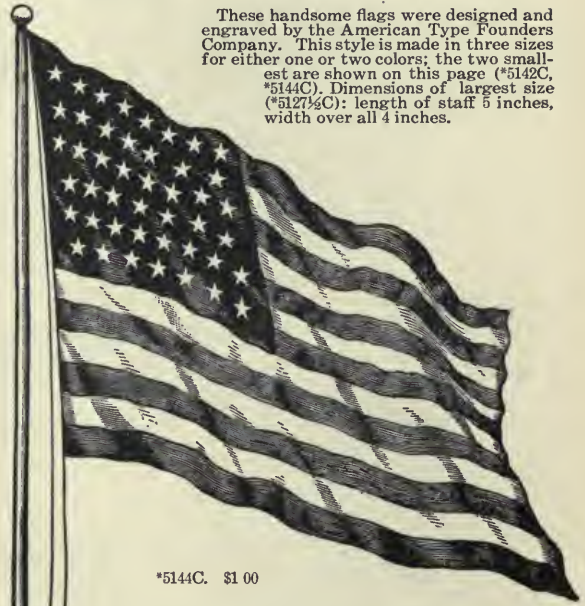 These handsome flags were designed and
engraved by the American Type Founders
Company. This style is made in three sizes
for either one or two colors; the two small-
est are shown on this page (*5142C,
*5144C). Dimensions of largest size
(*5127½C): length of staff 5 inches,
width over all 4 inches.
*5144C. $1 00